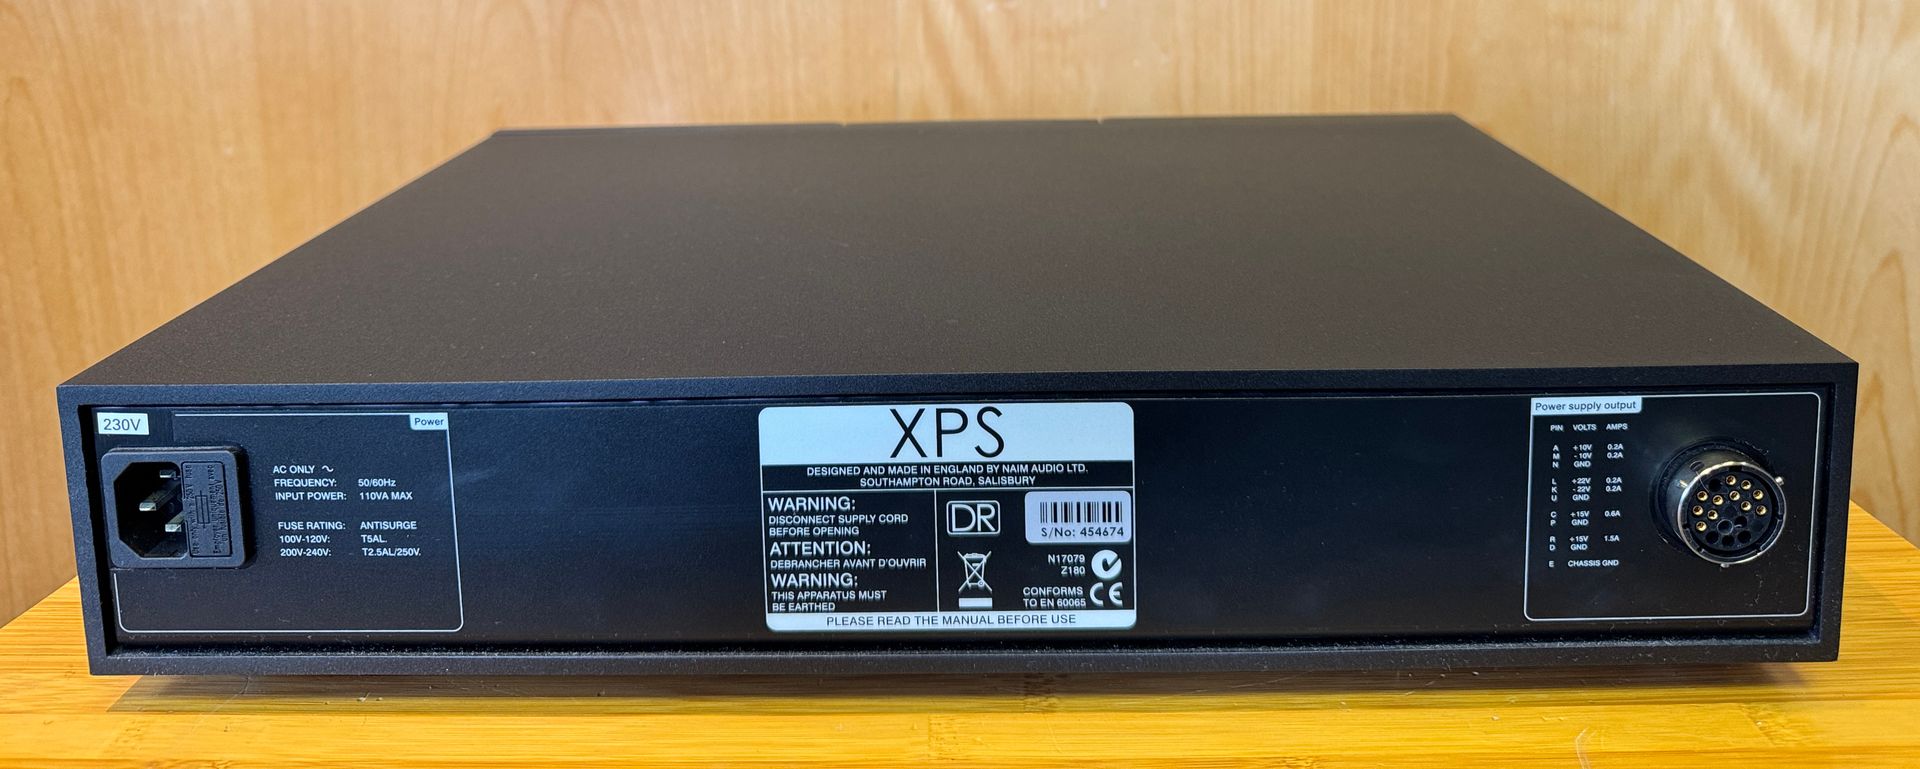 230V
Power
AC ONLY ~
FREQUENCY: 50/60Hz
INPUT POWER: 110VA MAX
FUSE RATING: ANTISURGE
100V-120V: T5AL.
200V-240V: T2.5AL/250V.
XPS
DESIGNED AND MADE IN ENGLAND BY NAIM AUDIO LTD.
SOUTHAMPTON ROAD, SALISBURY
WARNING:
DISCONNECT SUPPLY CORD
BEFORE OPENING
ATTENTION:
DEBRANCHER AVANT D'OUVRIR
WARNING:
THIS APPARATUS MUST
BE EARTHED
DR
S/No: 454674
N17079
Z180
CONFORMS
TO EN 60065
CE
PLEASE READ THE MANUAL BEFORE USE
Power supply output
PIN VOLTS AMPS
A +10V 0.2A
M -10V 0.2A
N GND
L +22V 0.2A
K -22V 0.2A
U GND
C +15V 0.6A
P GND
R +15V 1.5A
D GND
E CHASSIS GND